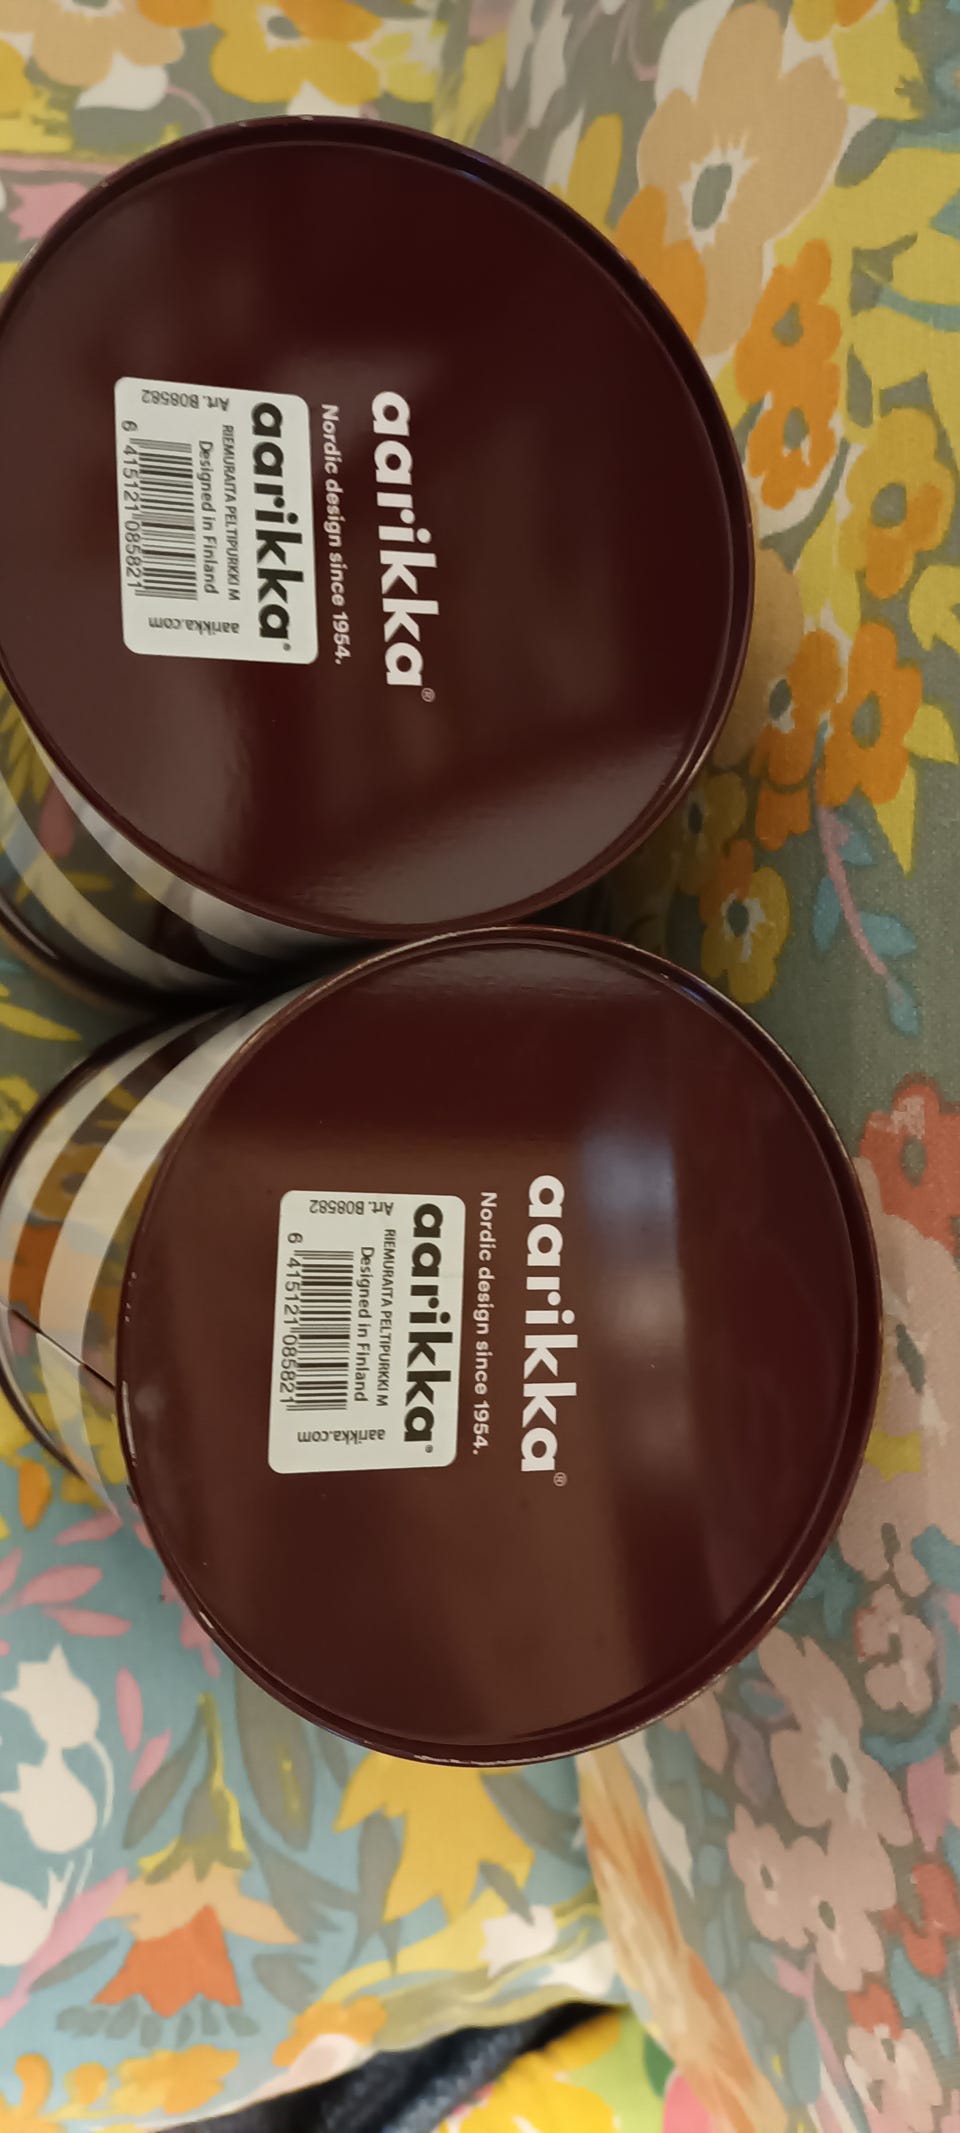 aarikka®
Nordic design since 1954.
aarikka®
RIEMURAITA PELTIPURKKI M
Designed in Finland
6 415121 085821
Art. B08582
aarikka.com
aarikka®
Nordic design since 1954.
aarikka®
RIEMURAITA PELTIPURKKI M
Designed in Finland
6 415121 085821
Art. B08582
aarikka.com